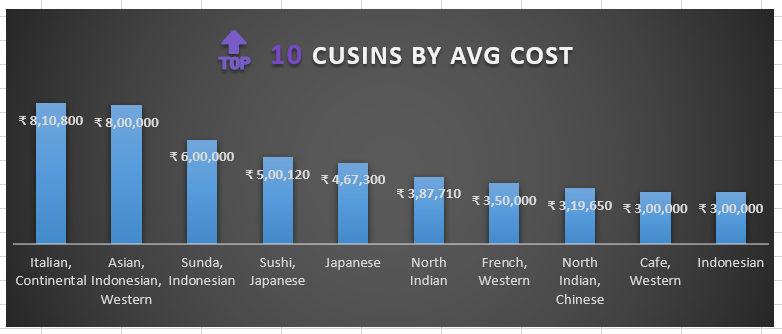 TOP 10 CUSINS BY AVG COST
₹ 8,10,800
₹ 8,00,000
₹ 6,00,000
₹ 5,00,120
₹ 4,67,300
₹ 3,87,710
₹ 3,50,000
₹ 3,19,650
₹ 3,00,000
₹ 3,00,000
Italian,
Continental
Asian,
Indonesian,
Western
Sunda,
Indonesian
Sushi,
Japanese
Japanese
North
Indian
French,
Western
North
Indian,
Chinese
Cafe,
Western
Indonesian